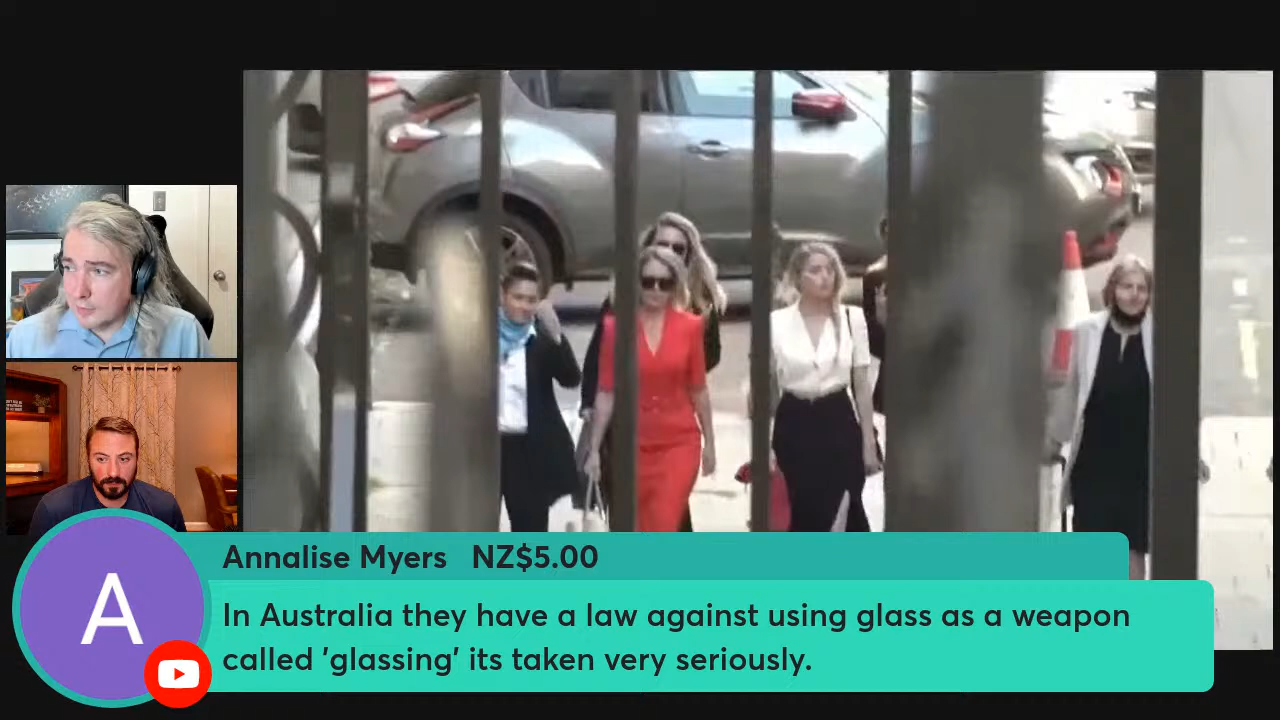 Annalise Myers NZ$5.00
A
In Australia they have a law against using glass as a weapon
called 'glassing' its taken very seriously.